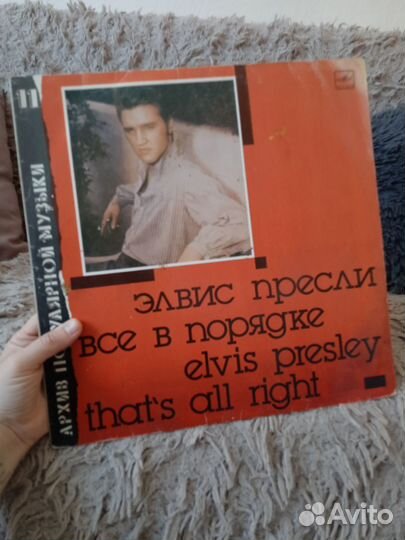 11
АРХИВ ПОПУЛЯРНОЙ МУЗЫКИ
элвис пресли
все в порядке
elvis presley
that's all right
Avito